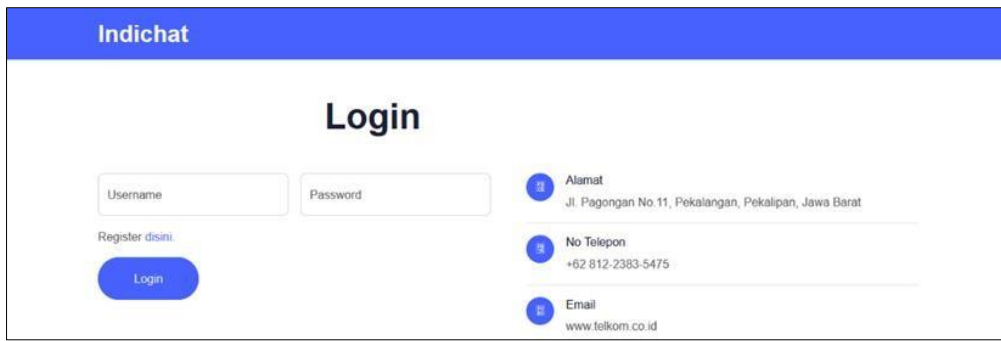 Indichat
Login
Username
Password
Register disini.
Login
Alamat
Jl. Pagongan No.11, Pekalangan, Pekalipan, Jawa Barat
No Telepon
+62 812-2383-5475
Email
www.telkom.co.id